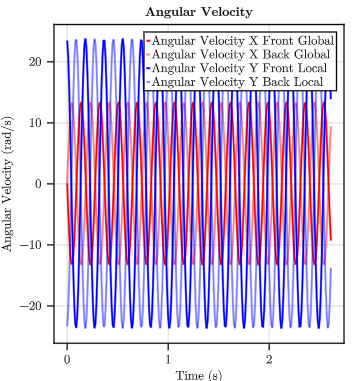 Angular Velocity
Angular Velocity X Front Global
Angular Velocity X Back Global
Angular Velocity Y Front Local
Angular Velocity Y Back Local
Angular Velocity (rad/s)
20
10
0
−10
−20
0 1 2
Time (s)